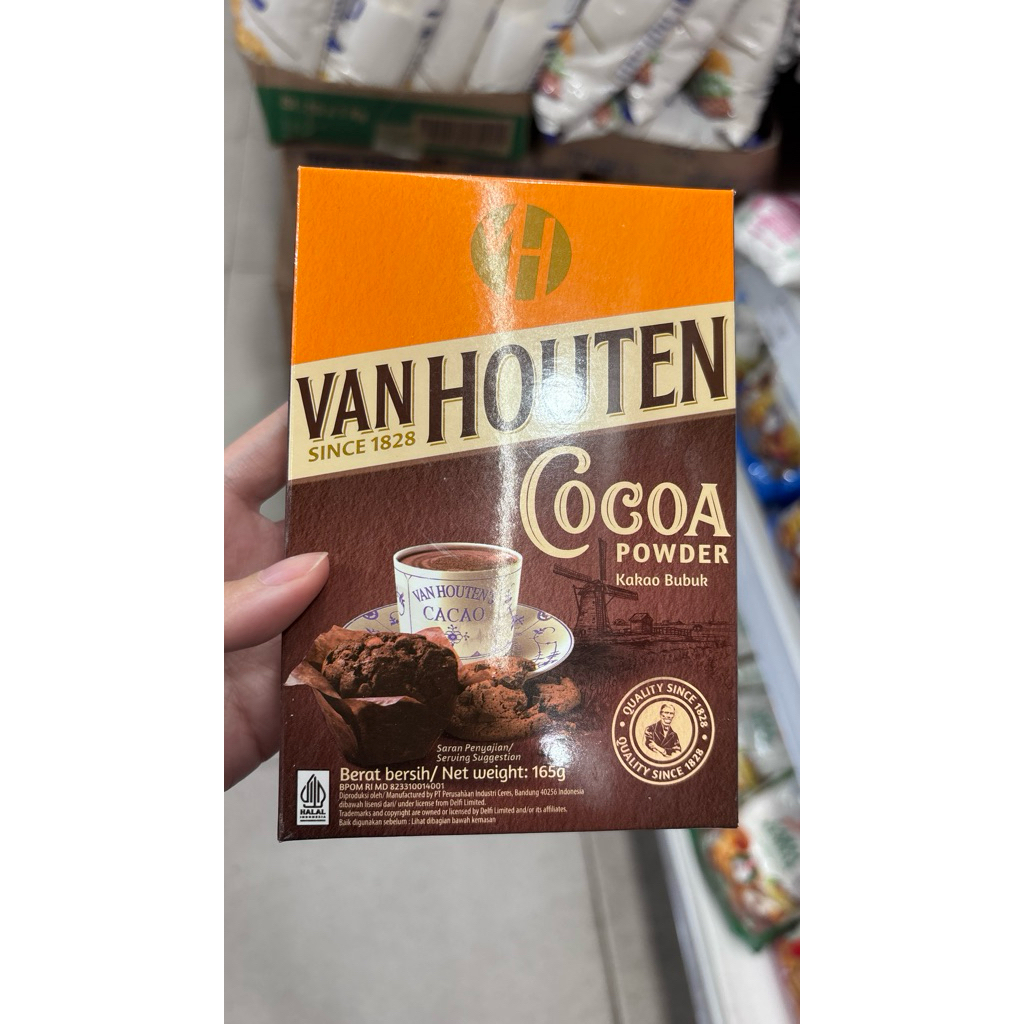 VAN HOUTEN
SINCE 1828
COCOA
POWDER
Kakao Bubuk
VAN HOUTEN'S
CACAO
QUALITY SINCE 1828
QUALITY SINCE 1828
Saran Penyajian/
Serving Suggestion
Berat bersih/ Net weight: 165g
BPOM RI MD 823310014001
Diproduksi oleh/ Manufactured by PT Perusahaan Industri Ceres, Bandung 40256 Indonesia
dibawah lisensi dari/ under license from Delfi Limited.
Trademarks and copyright are owned or licensed by Delfi Limited and/or its affiliates.
Baik digunakan sebelum : Lihat dibagian bawah kemasan
HALAL
INDONESIA